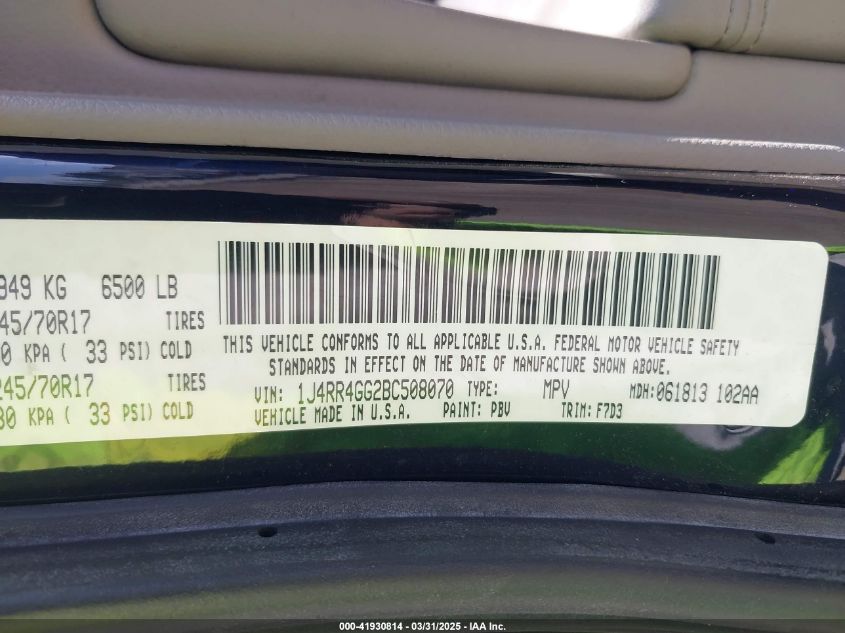 949 KG 6500 LB
45/70R17 TIRES
0 KPA ( 33 PSI) COLD
245/70R17 TIRES
30 KPA ( 33 PSI) COLD
THIS VEHICLE CONFORMS TO ALL APPLICABLE U.S.A. FEDERAL MOTOR VEHICLE SAFETY
STANDARDS IN EFFECT ON THE DATE OF MANUFACTURE SHOWN ABOVE.
VIN: 1J4RR4GG2BC508070 TYPE: MPV MDH:061813 102AA
VEHICLE MADE IN U.S.A. PAINT: PBV TRIM: F7D3
000-41930814 - 03/31/2025 - IAA Inc.